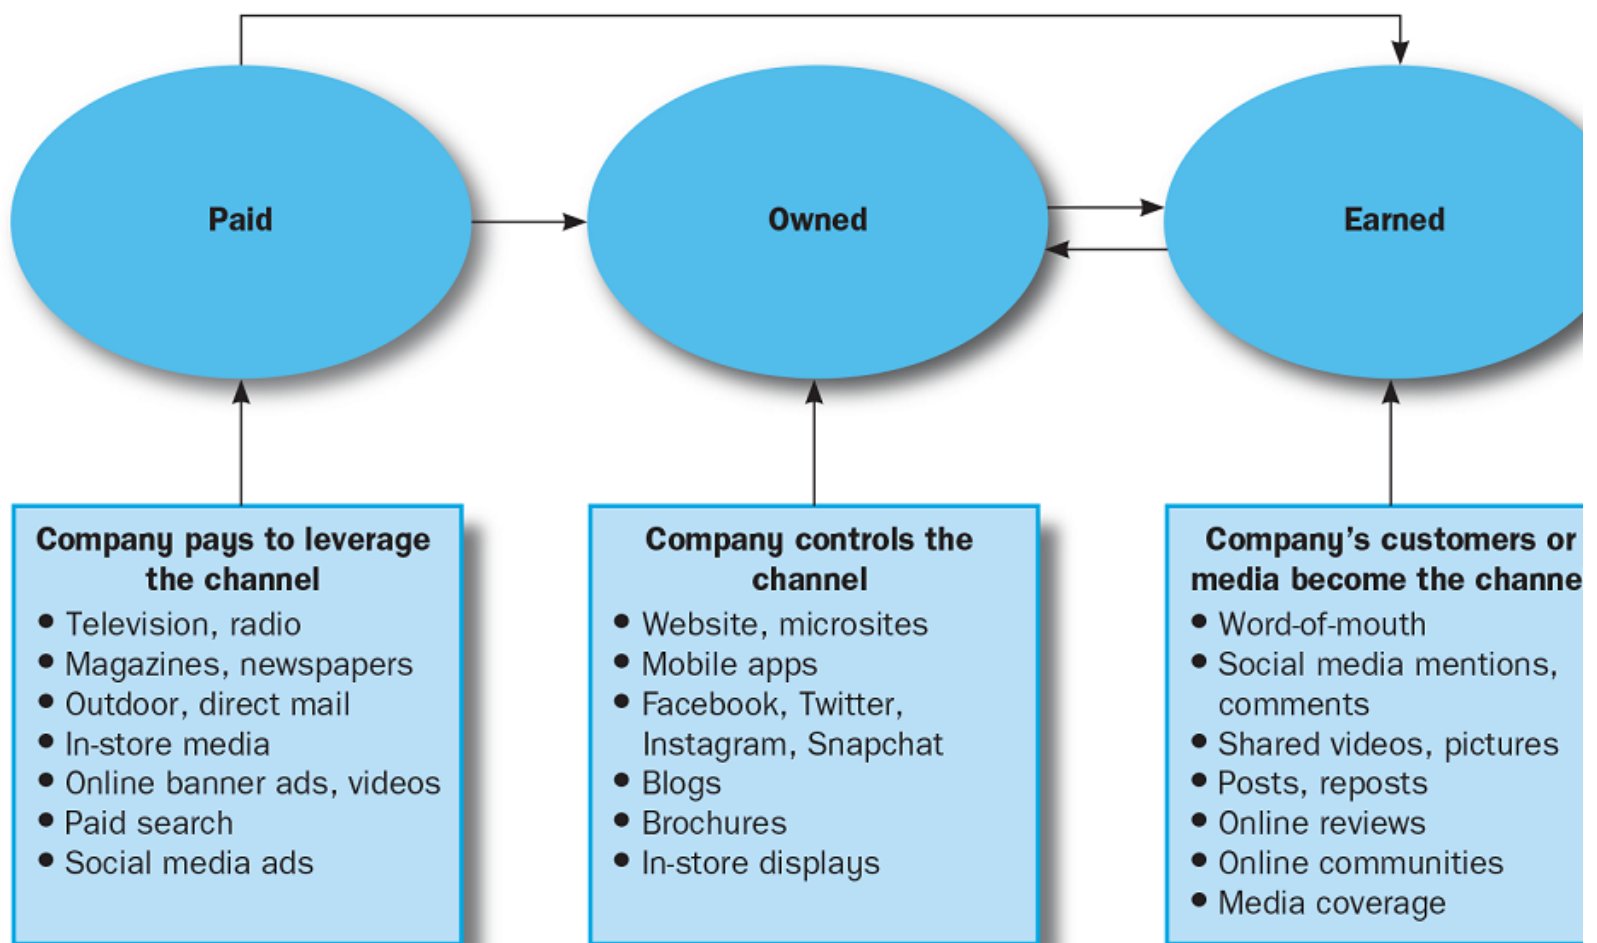 Paid
Owned
Earned
Company pays to leverage
the channel
• Television, radio
• Magazines, newspapers
• Outdoor, direct mail
• In-store media
• Online banner ads, videos
• Paid search
• Social media ads
Company controls the
channel
• Website, microsites
• Mobile apps
• Facebook, Twitter,
Instagram, Snapchat
• Blogs
• Brochures
• In-store displays
Company’s customers or
media become the channe
• Word-of-mouth
• Social media mentions,
comments
• Shared videos, pictures
• Posts, reposts
• Online reviews
• Online communities
• Media coverage